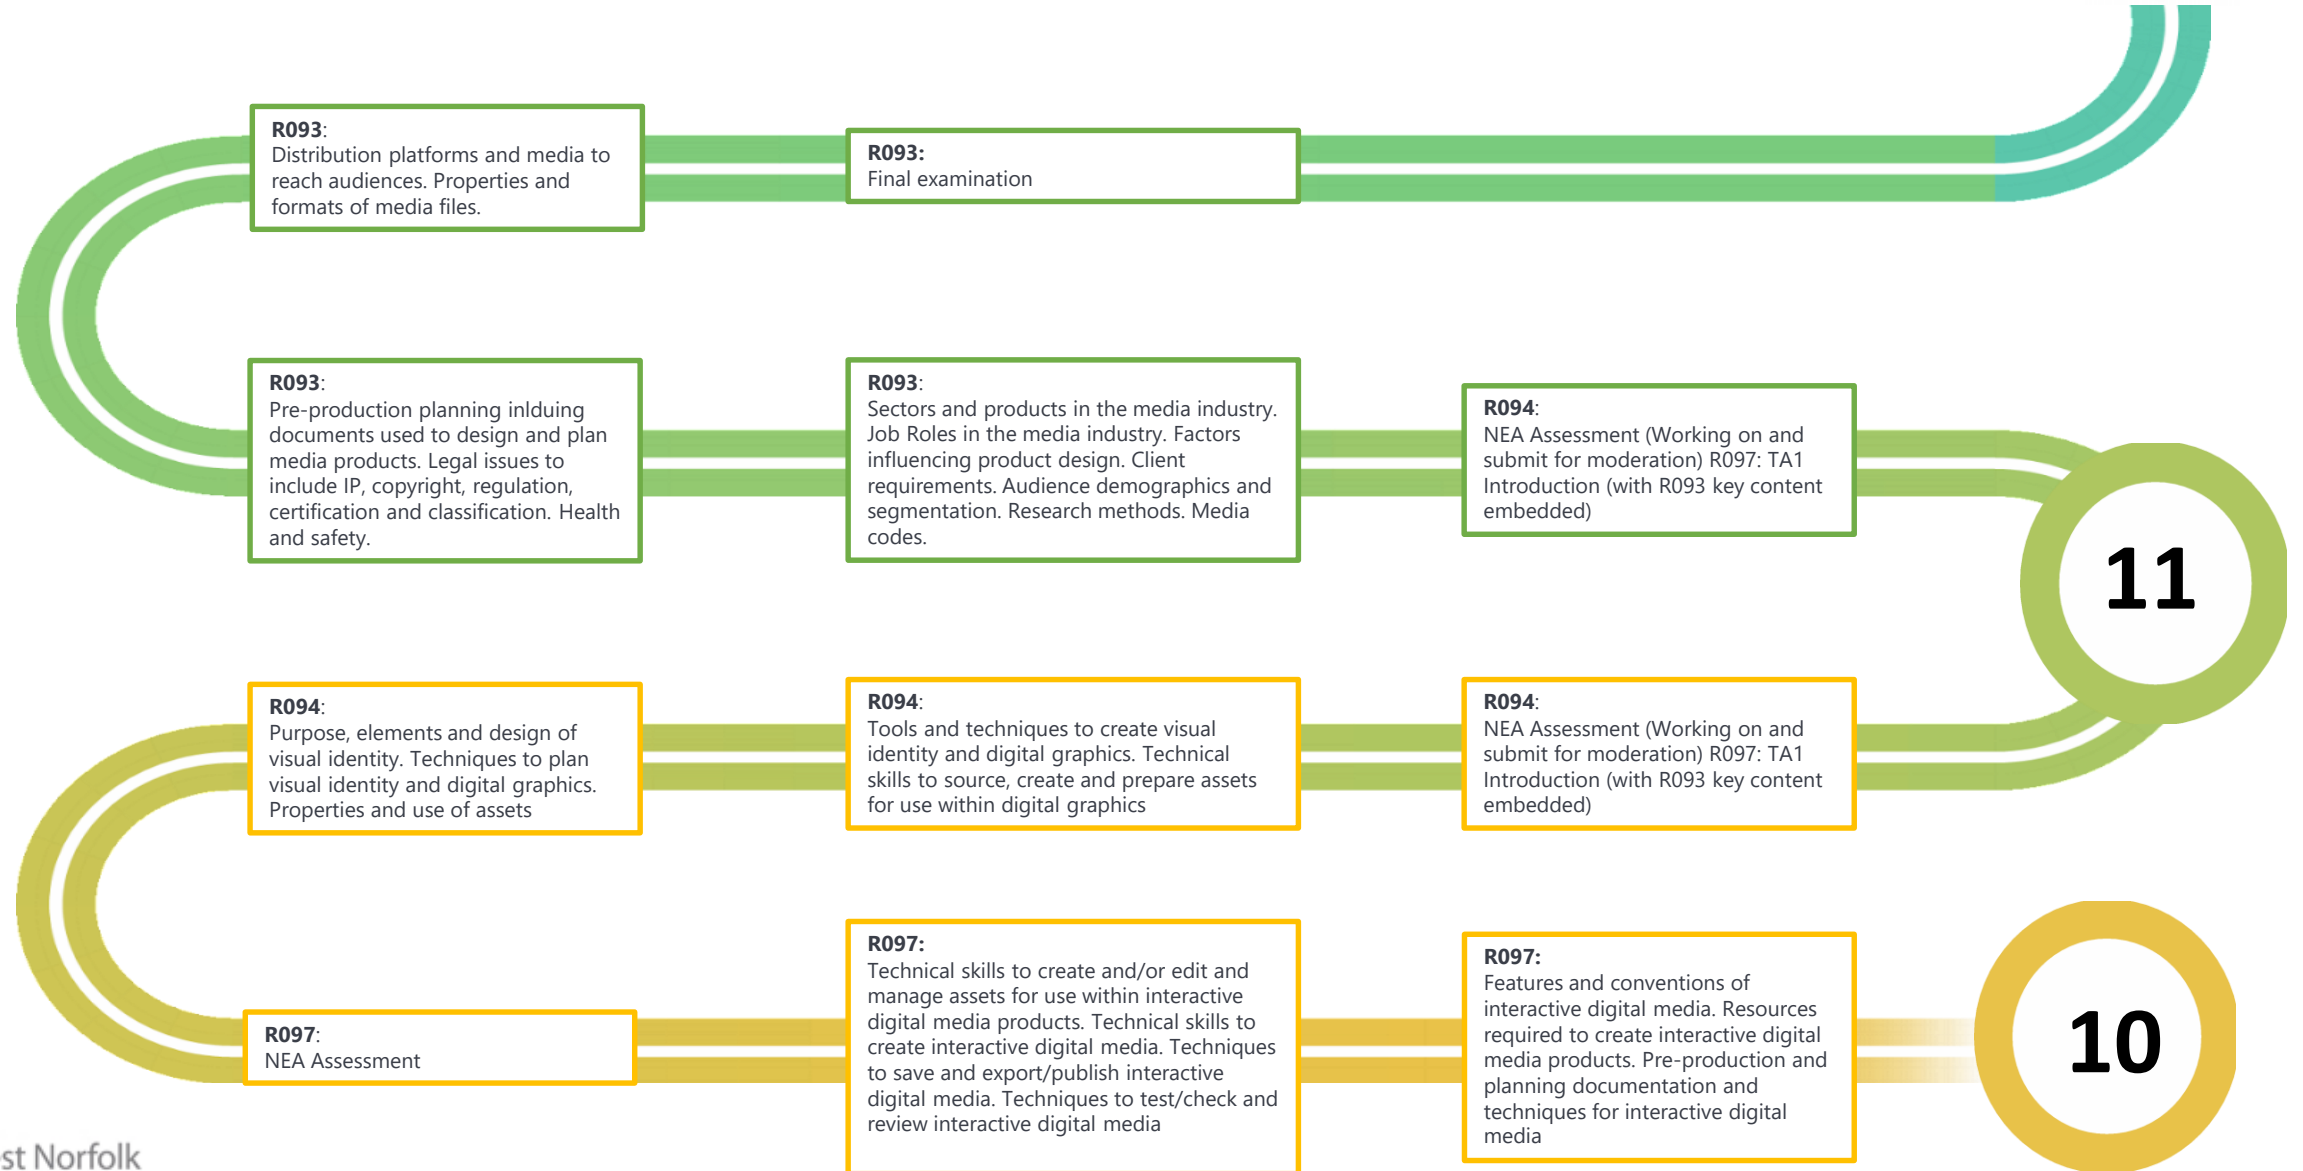 R093:
Distribution platforms and media to
reach audiences. Properties and
formats of media files.
R093:
Final examination
R093:
Pre-production planning inlduing
documents used to design and plan
media products. Legal issues to
include IP, copyright, regulation,
certification and classification. Health
and safety.
R093:
Sectors and products in the media industry.
Job Roles in the media industry. Factors
influencing product design. Client
requirements. Audience demographics and
segmentation. Research methods. Media
codes.
R094:
NEA Assessment (Working on and
submit for moderation) R097: TA1
Introduction (with R093 key content
embedded)
11
R094:
Purpose, elements and design of
visual identity. Techniques to plan
visual identity and digital graphics.
Properties and use of assets
R094:
Tools and techniques to create visual
identity and digital graphics. Technical
skills to source, create and prepare assets
for use within digital graphics
R094:
NEA Assessment (Working on and
submit for moderation) R097: TA1
Introduction (with R093 key content
embedded)
R097:
NEA Assessment
R097:
Technical skills to create and/or edit and
manage assets for use within interactive
digital media products. Technical skills to
create interactive digital media. Techniques
to save and export/publish interactive
digital media. Techniques to test/check and
review interactive digital media
R097:
Features and conventions of
interactive digital media. Resources
required to create interactive digital
media products. Pre-production and
planning documentation and
techniques for interactive digital
media
10
st Norfolk